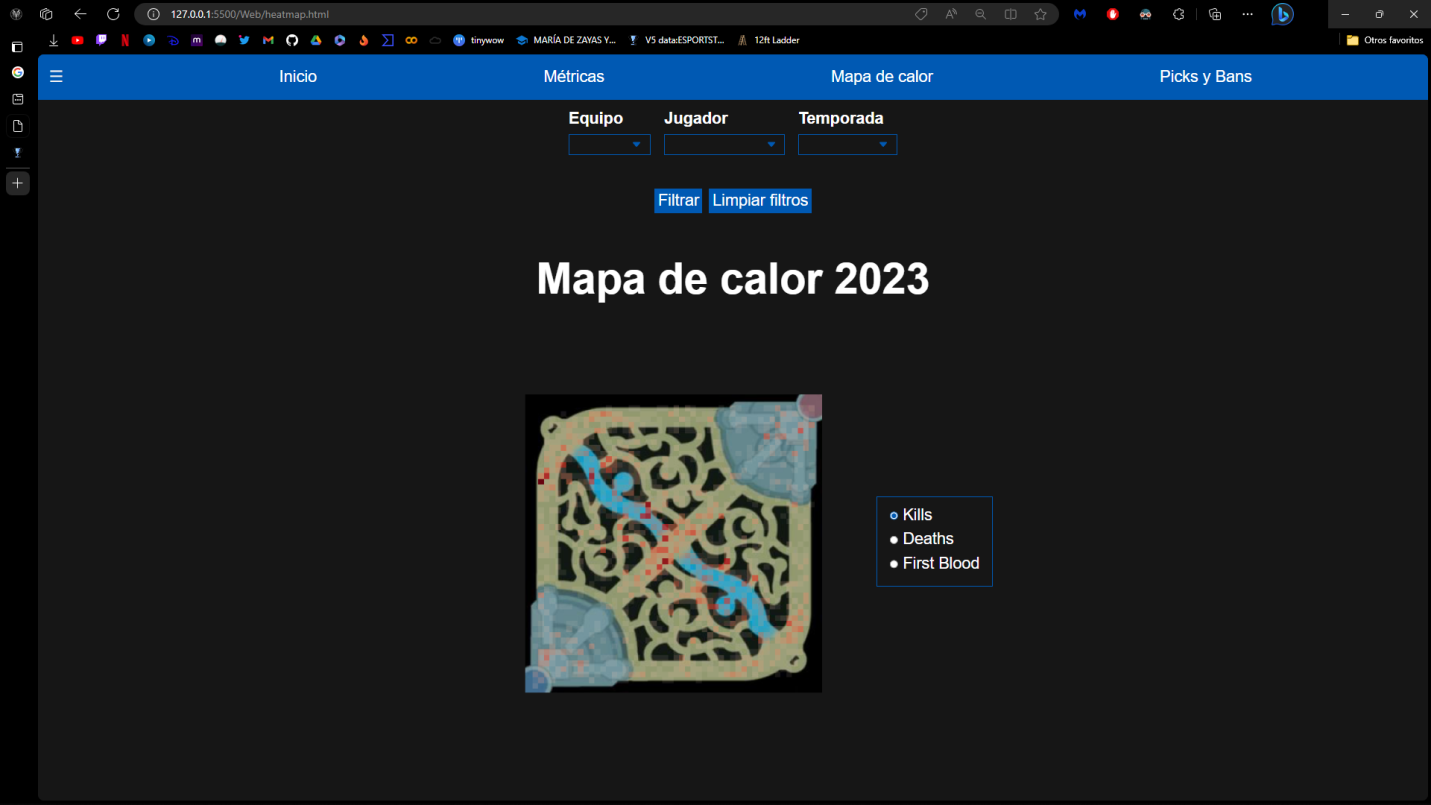 127.0.0.1:5500/Web/heatmap.html
tinywow
MARÍA DE ZAYAS Y...
V5 data:ESPORTST...
12ft Ladder
Otros favoritos
Inicio
Métricas
Mapa de calor
Picks y Bans
Equipo
Jugador
Temporada
Filtrar
Limpiar filtros
Mapa de calor 2023
Kills
Deaths
First Blood